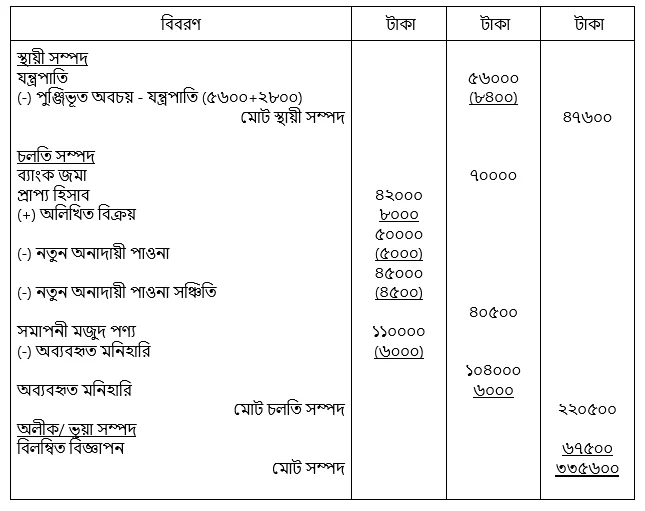 বিবরণ টাকা টাকা টাকা
স্থায়ী সম্পদ
যন্ত্রপাতি ৫৬০০০
(-) পুঞ্জিভূত অবচয় - যন্ত্রপাতি (৫৬০০+২৮০০) (৮৪০০)
মোট স্থায়ী সম্পদ ৪৭৬০০
চলতি সম্পদ
ব্যাংক জমা ৭০০০০
প্রাপ্য হিসাব ৪২০০০
(+) অলিখিত বিক্রয় ৮০০০
৫০০০০
(-) নতুন অনাদায়ী পাওনা (৫০০০)
৪৫০০০
(-) নতুন অনাদায়ী পাওনা সঞ্চিতি (৪৫০০)
৪০৫০০
সমাপনী মজুদ পণ্য ১১০০০০
(-) অব্যবহৃত মনিহারি (৬০০০)
১০৪০০০
অব্যবহৃত মনিহারি ৬০০০
মোট চলতি সম্পদ ২২০৫০০
অলীক/ ভূয়া সম্পদ
বিলম্বিত বিজ্ঞাপন ৬৭৫০০
মোট সম্পদ ৩৩৫৬০০